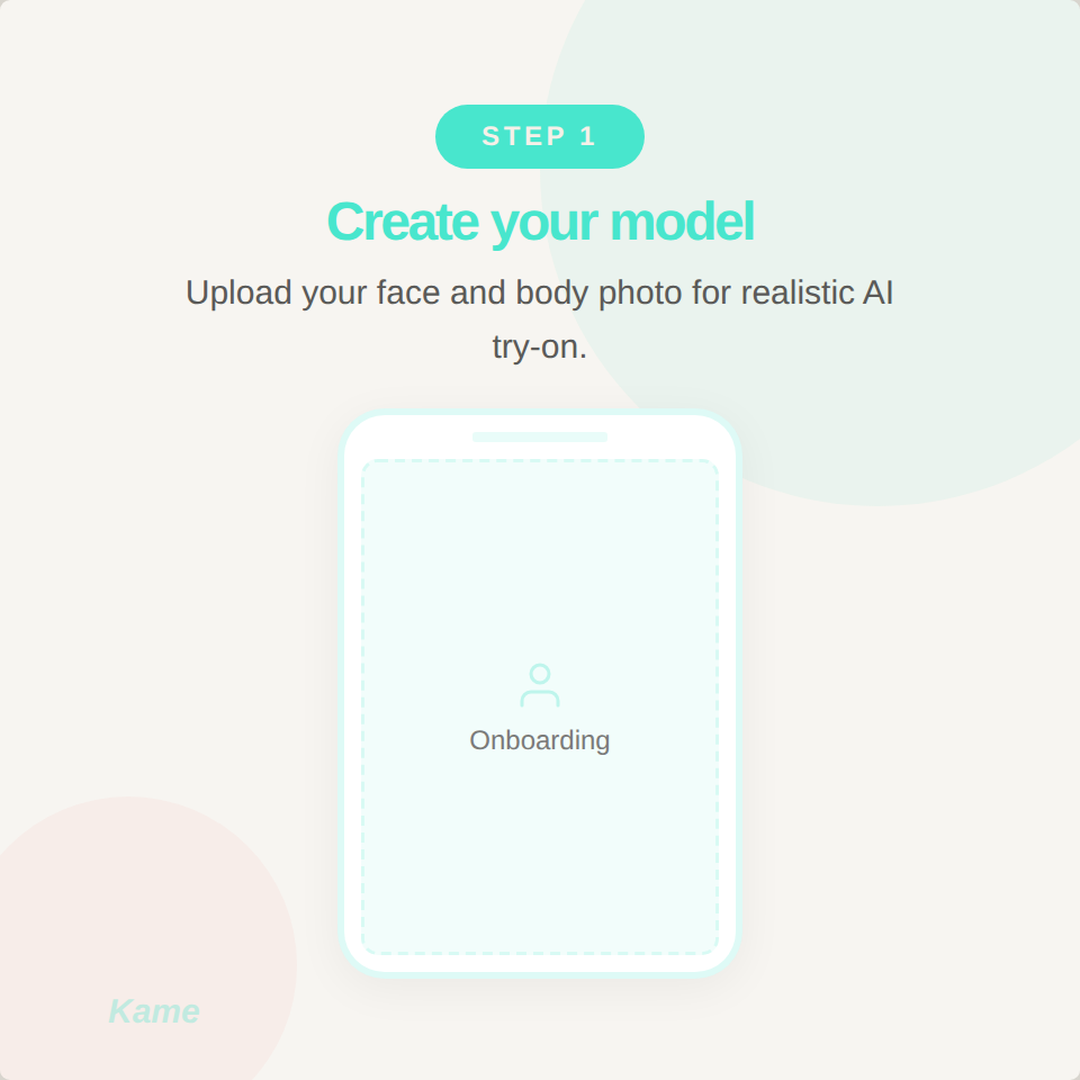 STEP 1
Create your model
Upload your face and body photo for realistic AI
try-on.
Onboarding
Kame